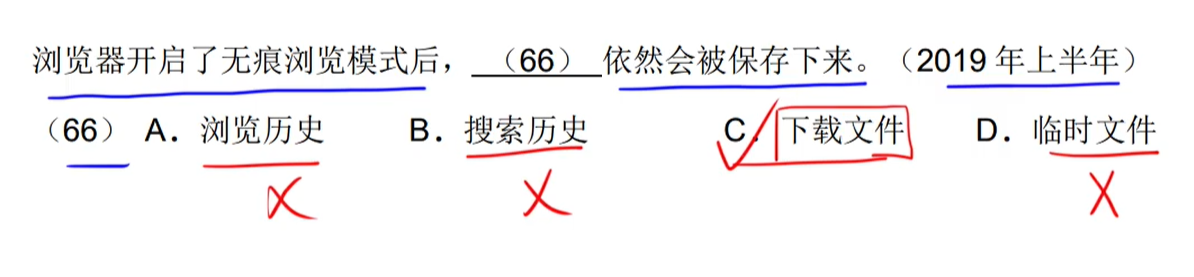 浏览器开启了无痕浏览模式后，（66）依然会被保存下来。（2019 年上半年）
（66） A．浏览历史 B．搜索历史 C．下载文件 D．临时文件